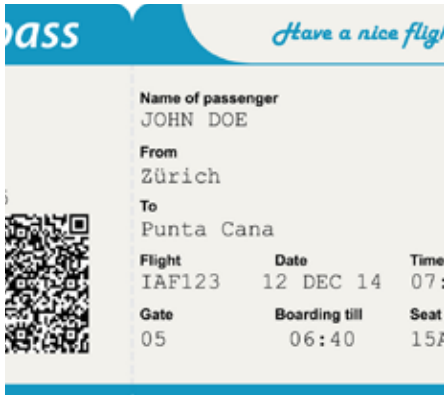 pass
Have a nice
Name of passenger
JOHN DOE
From
Zürich
To
Punta Cana
Flight Date Time
IAF123 12 DEC 14 07:
Gate Boarding till Seat
05 06:40 15A